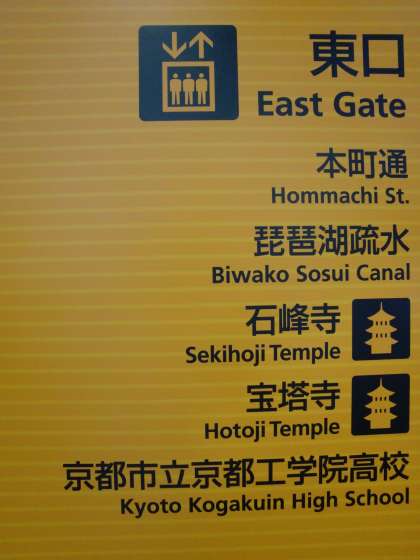 東口
East Gate
本町通
Hommachi St.
琵琶湖疏水
Biwako Sosui Canal
石峰寺
Sekihoji Temple
宝塔寺
Hotoji Temple
京都市立京都工学院高校
Kyoto Kogakuin High School